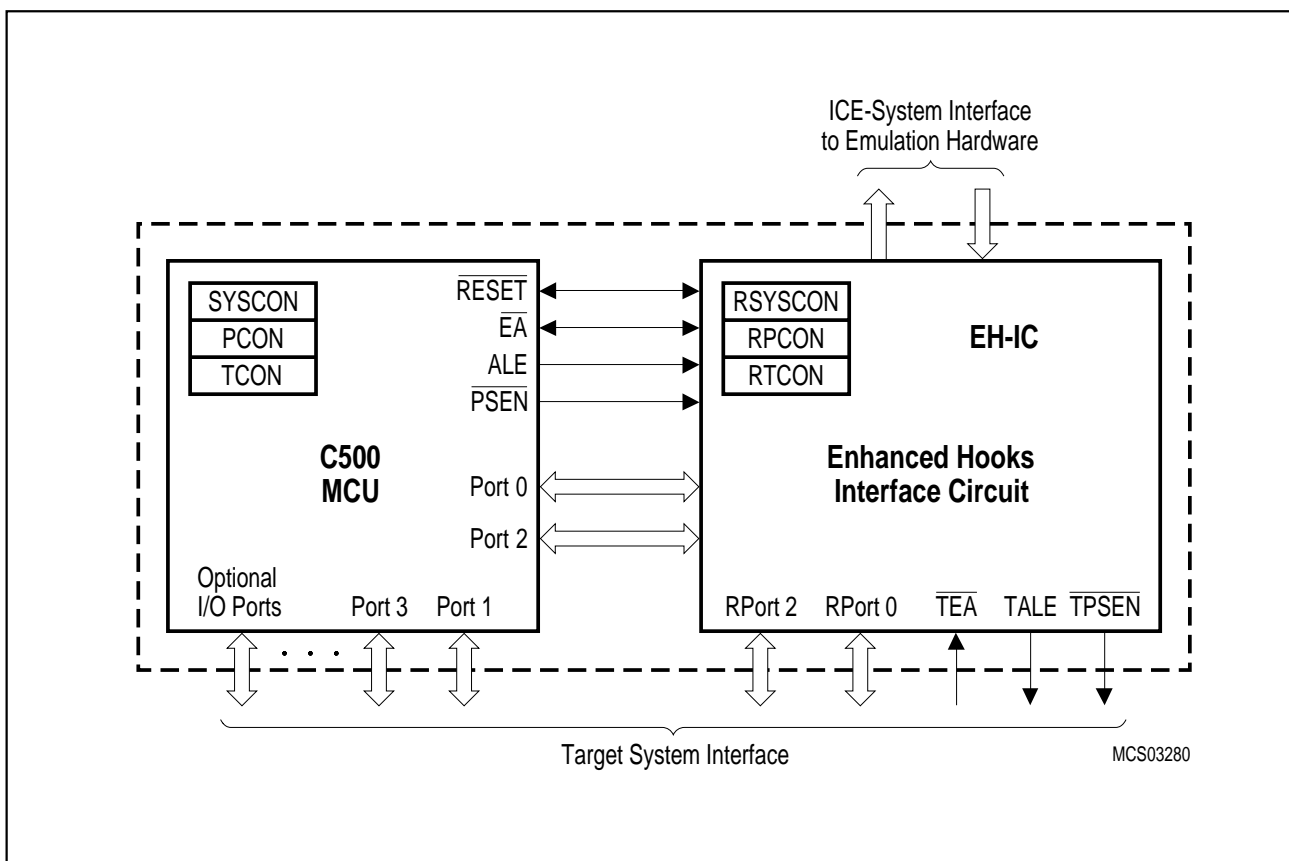 ICE-System Interface
to Emulation Hardware
SYSCON
PCON
TCON
RESET
EA
ALE
PSEN
RSYSCON
RPCON
RTCON
EH-IC
C500
MCU
Port 0
Port 2
Enhanced Hooks
Interface Circuit
Optional
I/O Ports
Port 3
Port 1
RPort 2
RPort 0
TEA
TALE
TPSEN
. . .
Target System Interface
MCS03280